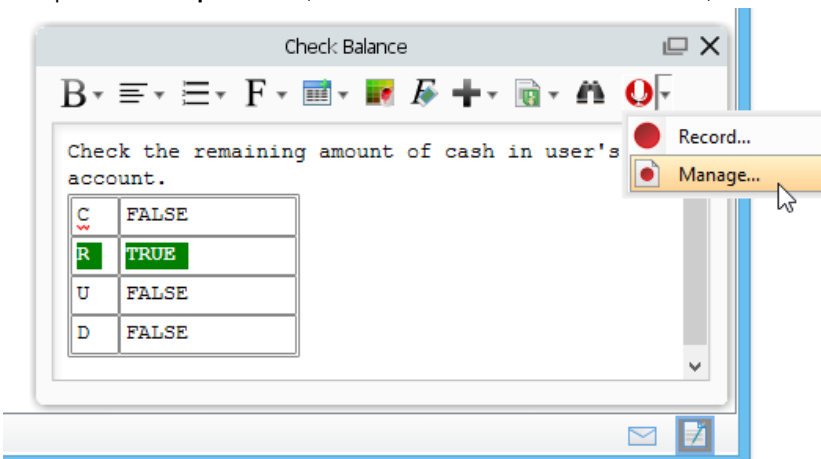 Check Balance
B F F
Record...
Manage...
Check the remaining amount of cash in user's
account.
C FALSE
R TRUE
U FALSE
D FALSE